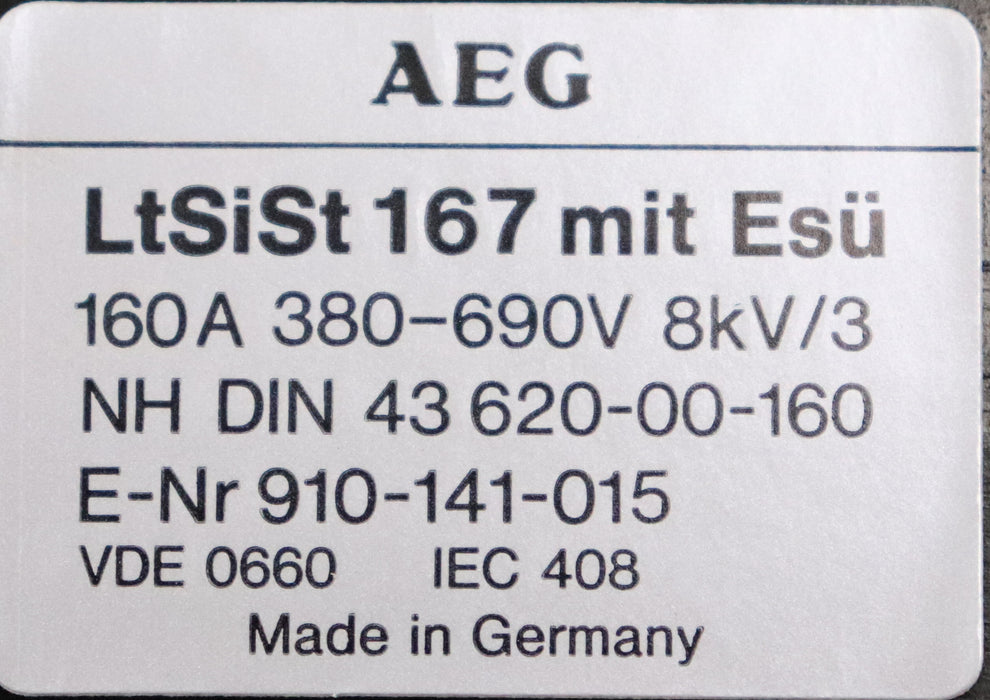 AEG
LtSiSt 167 mit Esü
160A 380-690V 8kV/3
NH DIN 43 620-00-160
E-Nr 910-141-015
VDE 0660 IEC 408
Made in Germany